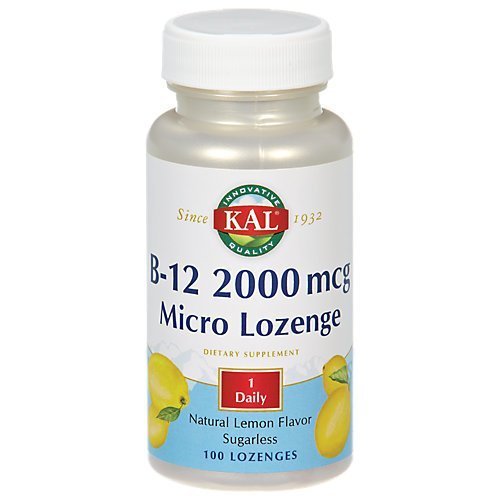 INNOVATIVE
Since KAL® 1932
QUALITY
B-12 2000 mcg
Micro Lozenge
DIETARY SUPPLEMENT
1
Daily
Natural Lemon Flavor
Sugarless
100 LOZENGES